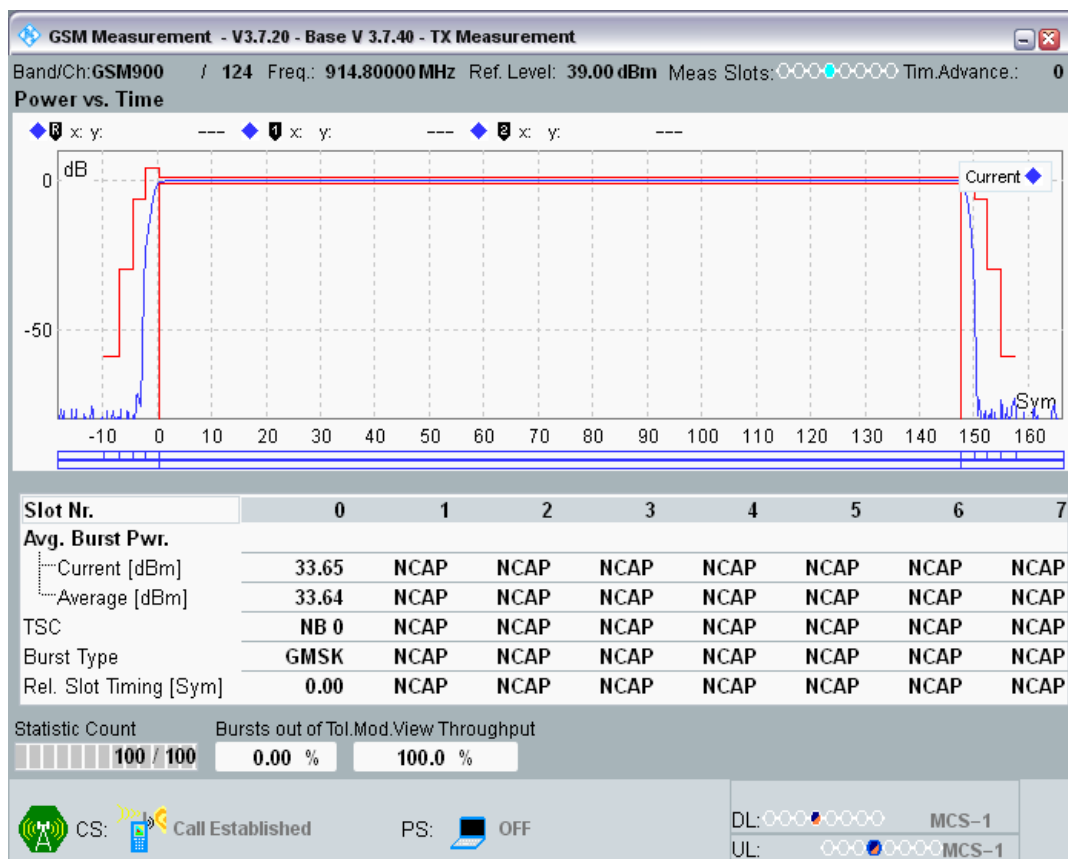 GSM Measurement - V3.7.20 - Base V 3.7.40 - TX Measurement
Band/Ch:GSM900 / 124 Freq.: 914.80000 MHz Ref. Level: 39.00 dBm Meas Slots: Tim.Advance.: 0
Power vs. Time
R x: y: --- 1 x: y: --- 2 x: y: ---
dB
Current
0
-50
Sym
-10 0 10 20 30 40 50 60 70 80 90 100 110 120 130 140 150 160
Slot Nr. 0 1 2 3 4 5 6 7
Avg. Burst Pwr.
Current [dBm] 33.65 NCAP NCAP NCAP NCAP NCAP NCAP NCAP
Average [dBm] 33.64 NCAP NCAP NCAP NCAP NCAP NCAP NCAP
TSC NB 0 NCAP NCAP NCAP NCAP NCAP NCAP NCAP
Burst Type GMSK NCAP NCAP NCAP NCAP NCAP NCAP NCAP
Rel. Slot Timing [Sym] 0.00 NCAP NCAP NCAP NCAP NCAP NCAP NCAP
Statistic Count Bursts out of Tol. Mod.View Throughput
100 / 100 0.00 % 100.0 %
CS: Call Established PS: OFF
DL: MCS-1
UL: MCS-1